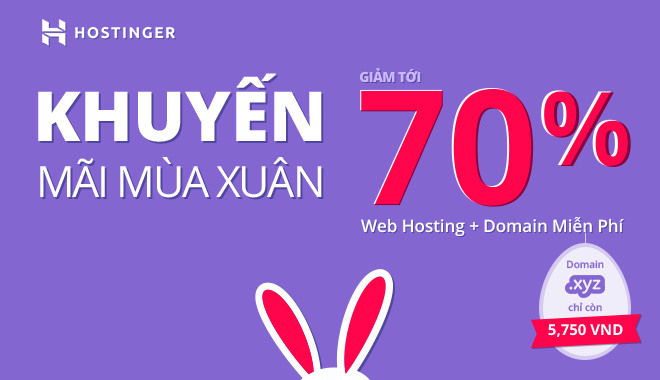 HOSTINGER
KHUYẾN
MÃI MÙA XUÂN
GIẢM TỚI
70%
Web Hosting + Domain Miễn Phí
Domain
.xyz
chỉ còn
5,750 VND